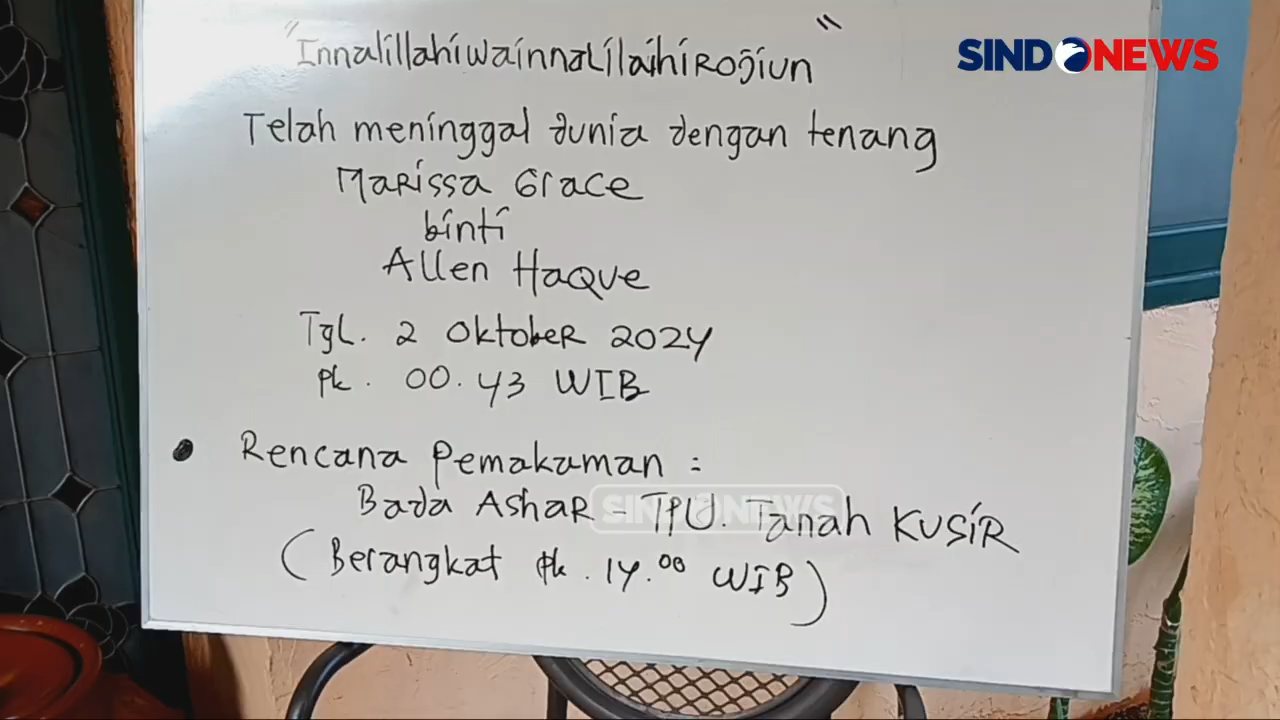 SINDONEWS
"Innalillahiwainnalilaihirojiun"
Telah meninggal dunia dengan tenang
Marissa Grace
binti
Allen Haque
Tgl. 2 Oktober 2024
pk. 00.43 WIB
• Rencana Pemakaman :
Bada Ashar - TPU. Tanah Kusir
SINDONEWS
(Berangkat pk. 14.00 WIB)